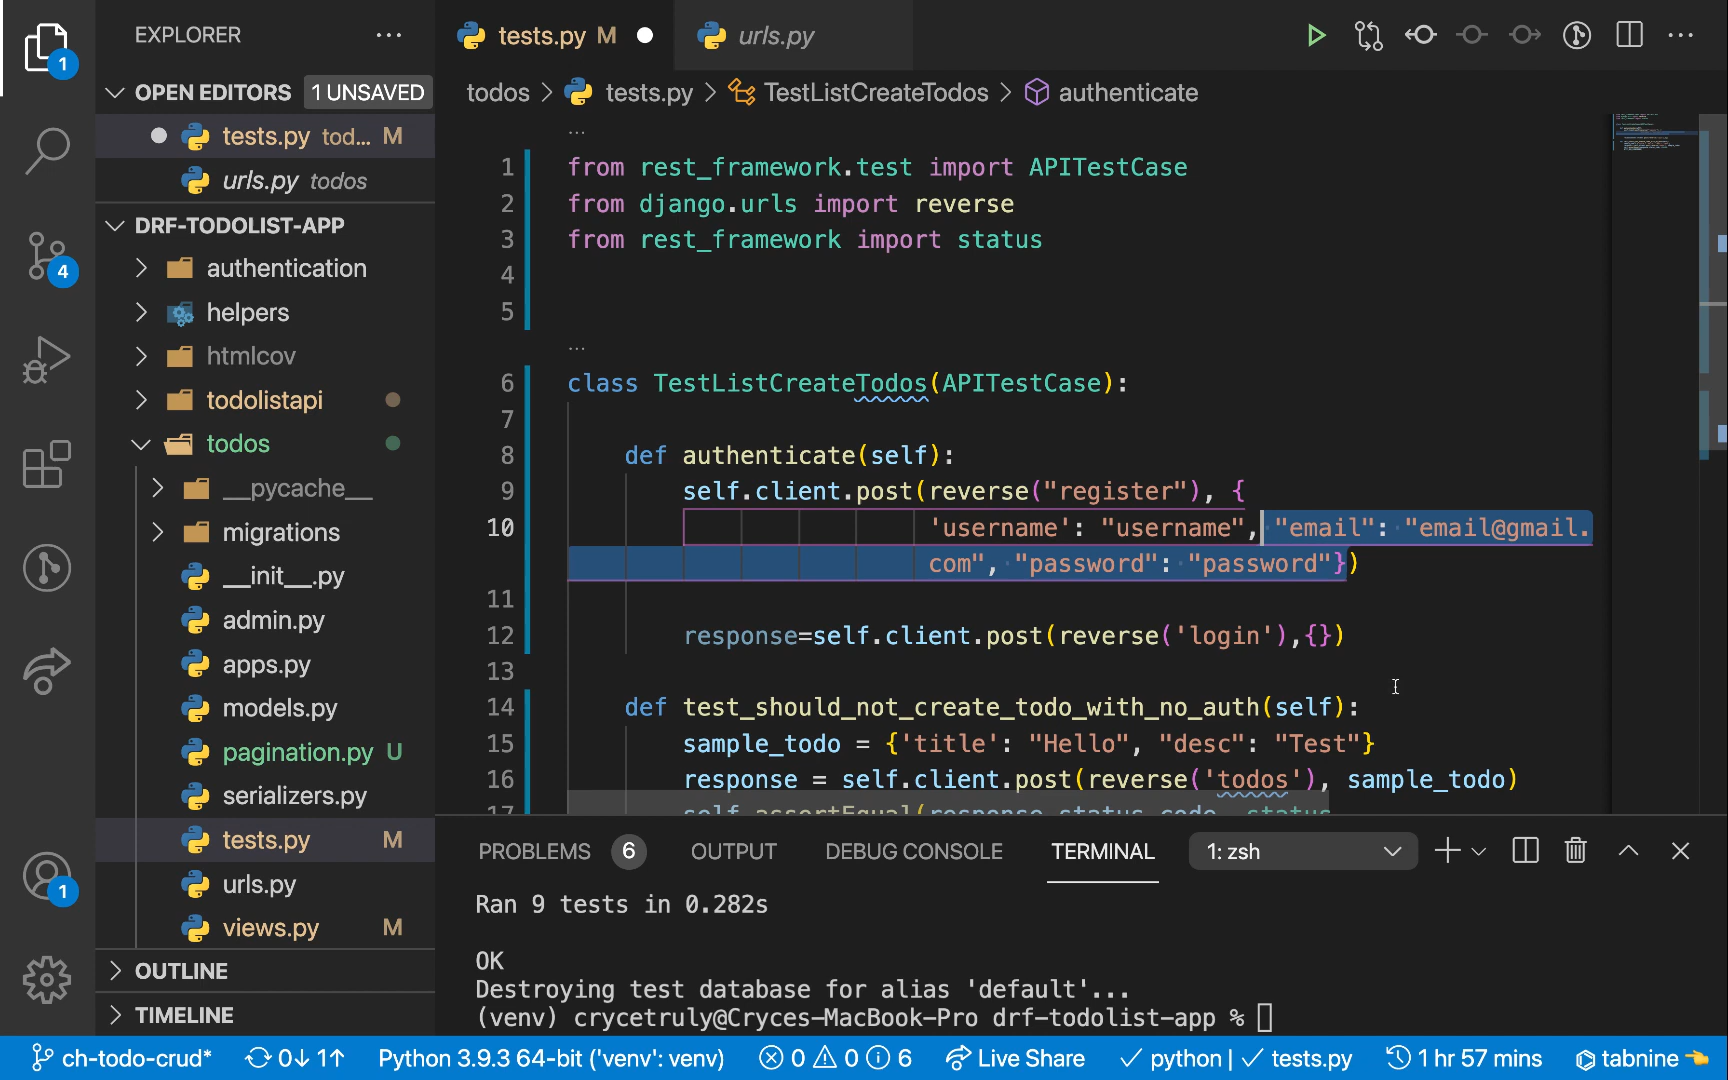 EXPLORER
1
OPEN EDITORS
1 UNSAVED
tests.py tod... M
urls.py todos
DRF-TODOLIST-APP
authentication
helpers
htmlcov
todolistapi
todos
__pycache__
migrations
__init__.py
admin.py
apps.py
models.py
pagination.py U
serializers.py
tests.py M
urls.py
views.py M
OUTLINE
TIMELINE
4
1
tests.py M
urls.py
todos > tests.py > TestListCreateTodos > authenticate
...
1 from rest_framework.test import APITestCase
2 from django.urls import reverse
3 from rest_framework import status
4
5
...
6 class TestListCreateTodos(APITestCase):
7
8 def authenticate(self):
9 self.client.post(reverse("register"), {
10 'username': "username", "email": "email@gmail.
com", "password": "password"})
11
12 response=self.client.post(reverse('login'),{})
13
14 def test_should_not_create_todo_with_no_auth(self):
15 sample_todo = {'title': "Hello", "desc": "Test"}
16 response = self.client.post(reverse('todos'), sample_todo)
17 self.assertEqual(response.status_code, status
PROBLEMS 6 OUTPUT DEBUG CONSOLE TERMINAL 1: zsh
Ran 9 tests in 0.282s
OK
Destroying test database for alias 'default'...
(venv) crycetruly@Cryces-MacBook-Pro drf-todolist-app %
ch-todo-crud* 0↓ 1↑ Python 3.9.3 64-bit ('venv': venv) 0 0 6 Live Share ✓ python | ✓ tests.py 1 hr 57 mins tabnine